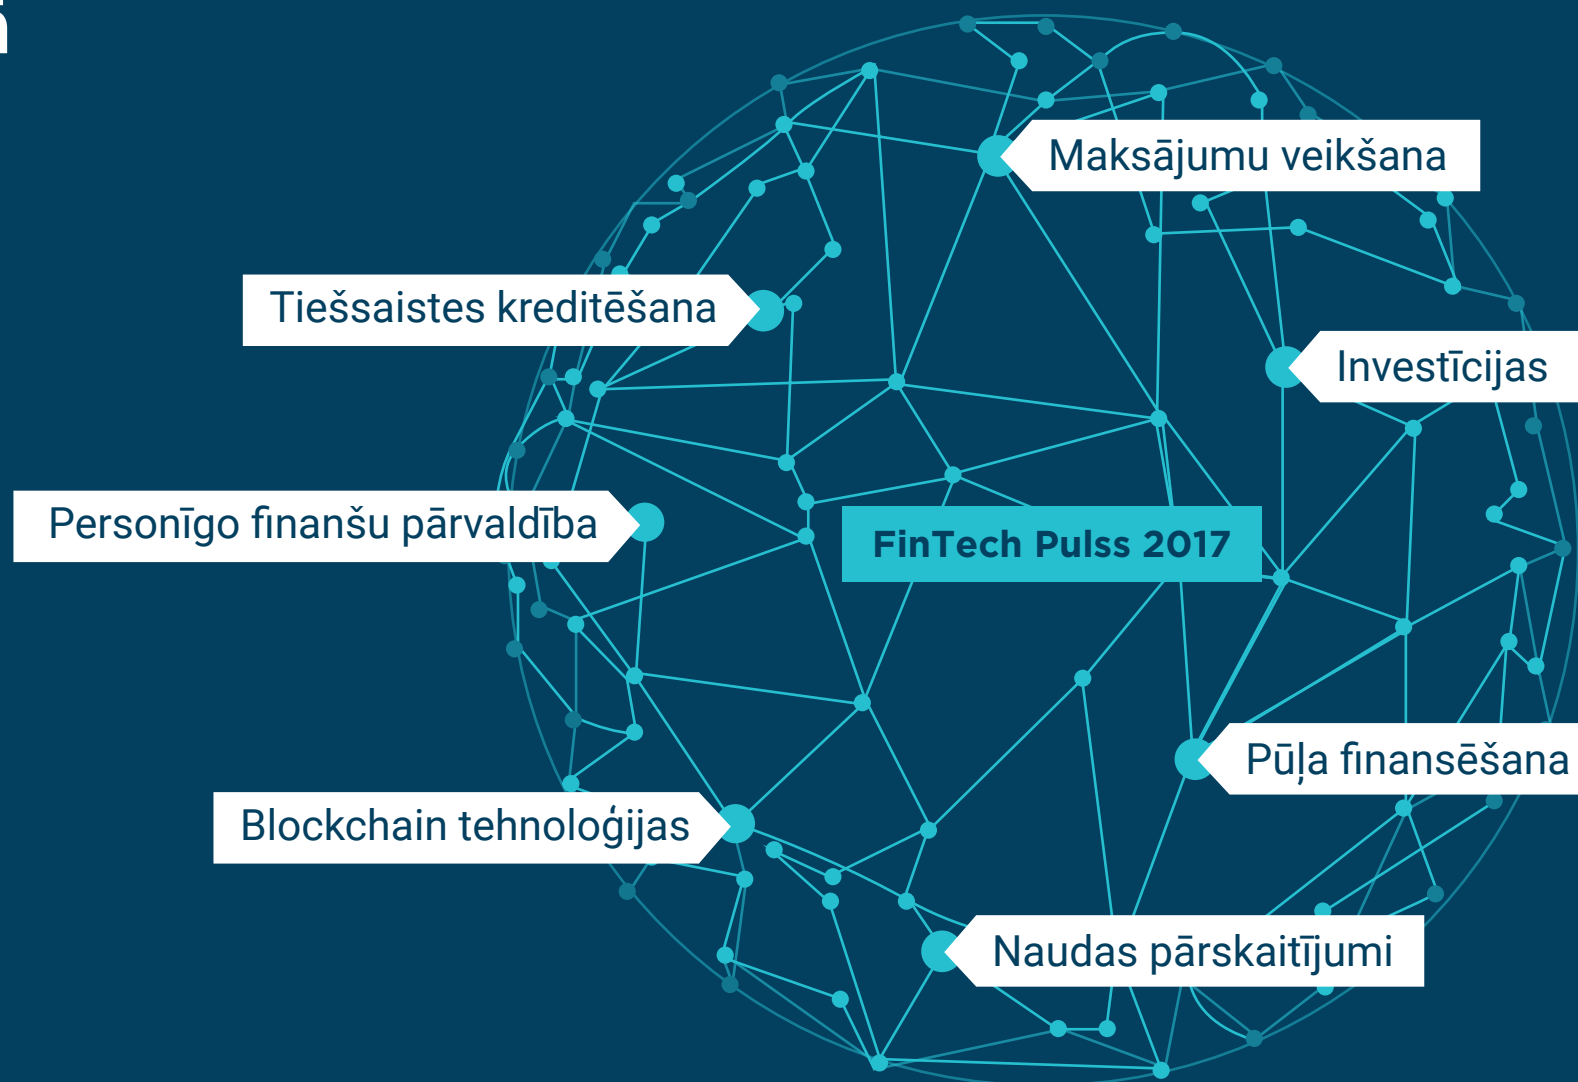 Maksājumu veikšana
Tiešsaistes kreditēšana
Investīcijas
Personīgo finanšu pārvaldība
FinTech Pulss 2017
Pūļa finansēšana
Blockchain tehnoloģijas
Naudas pārskaitījumi